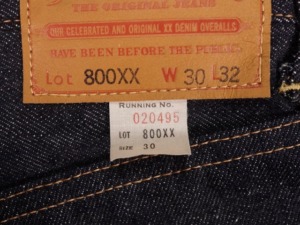 THE ORIGINAL JEANS
OUR CELEBRATED AND ORIGINAL XX DENIM OVERALLS
HAVE BEEN BEFORE THE PUBLIC
Lot 800XX W 30 L 32
RUNNING NO.
020495
LOT 800XX
SIZE 30